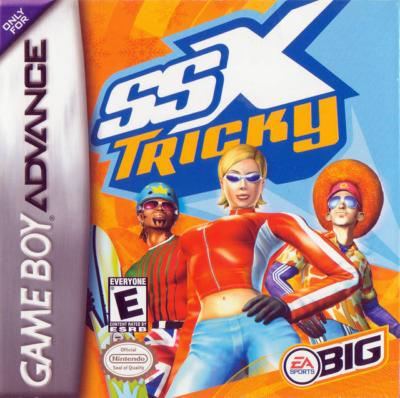 ONLY
FOR
GAME BOY ADVANCE
SSX
TRICKY
EVERYONE
E
CONTENT RATED BY
ESRB
Official
Nintendo
Seal of Quality
EA
SPORTS
BIG